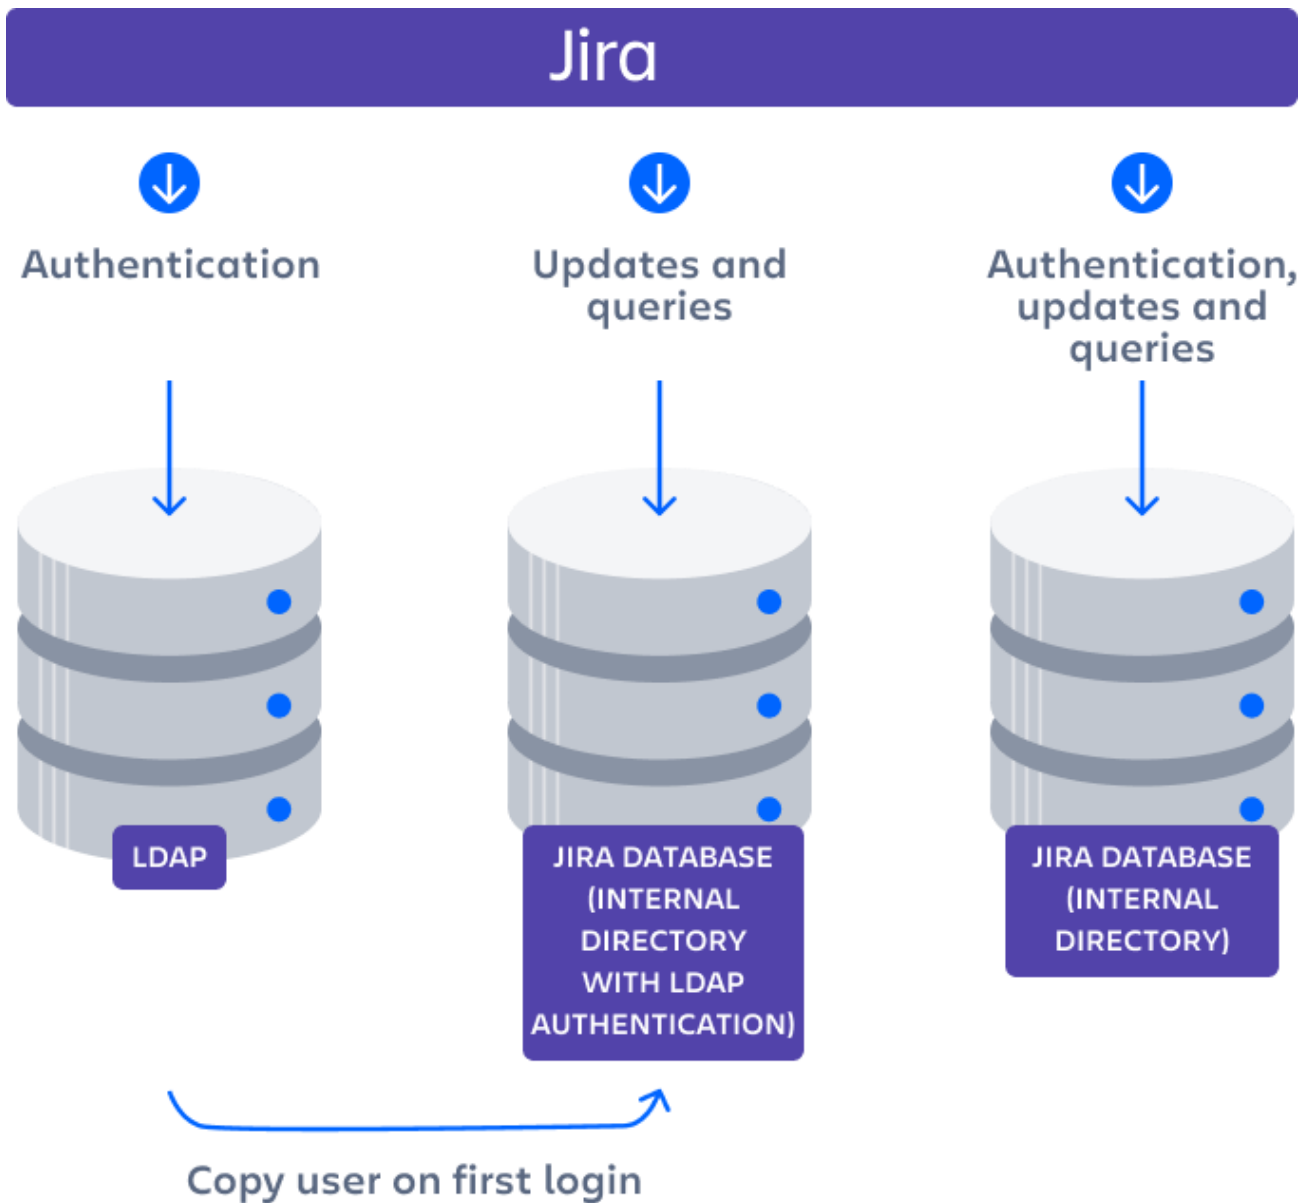 Jira
Authentication
Updates and
queries
Authentication,
updates and
queries
LDAP
JIRA DATABASE
(INTERNAL
DIRECTORY
WITH LDAP
AUTHENTICATION)
JIRA DATABASE
(INTERNAL
DIRECTORY)
Copy user on first login